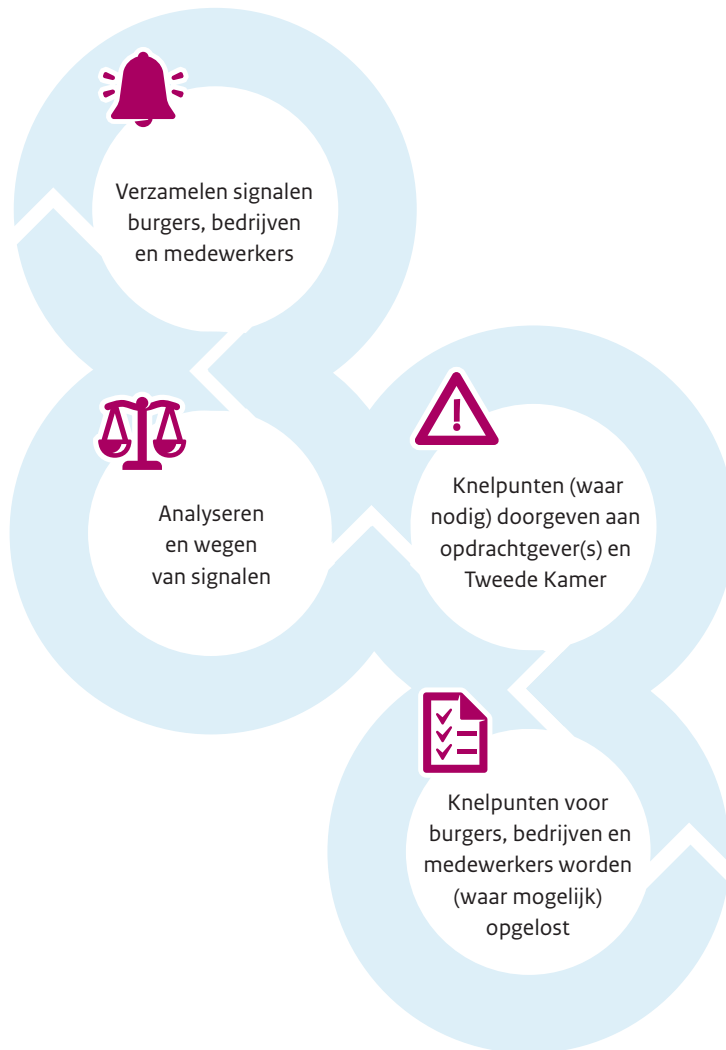 Verzamelen signalen
burgers, bedrijven
en medewerkers
Analyseren
en wegen
van signalen
Knelpunten (waar
nodig) doorgeven aan
opdrachtgever(s) en
Tweede Kamer
Knelpunten voor
burgers, bedrijven en
medewerkers worden
(waar mogelijk)
opgelost